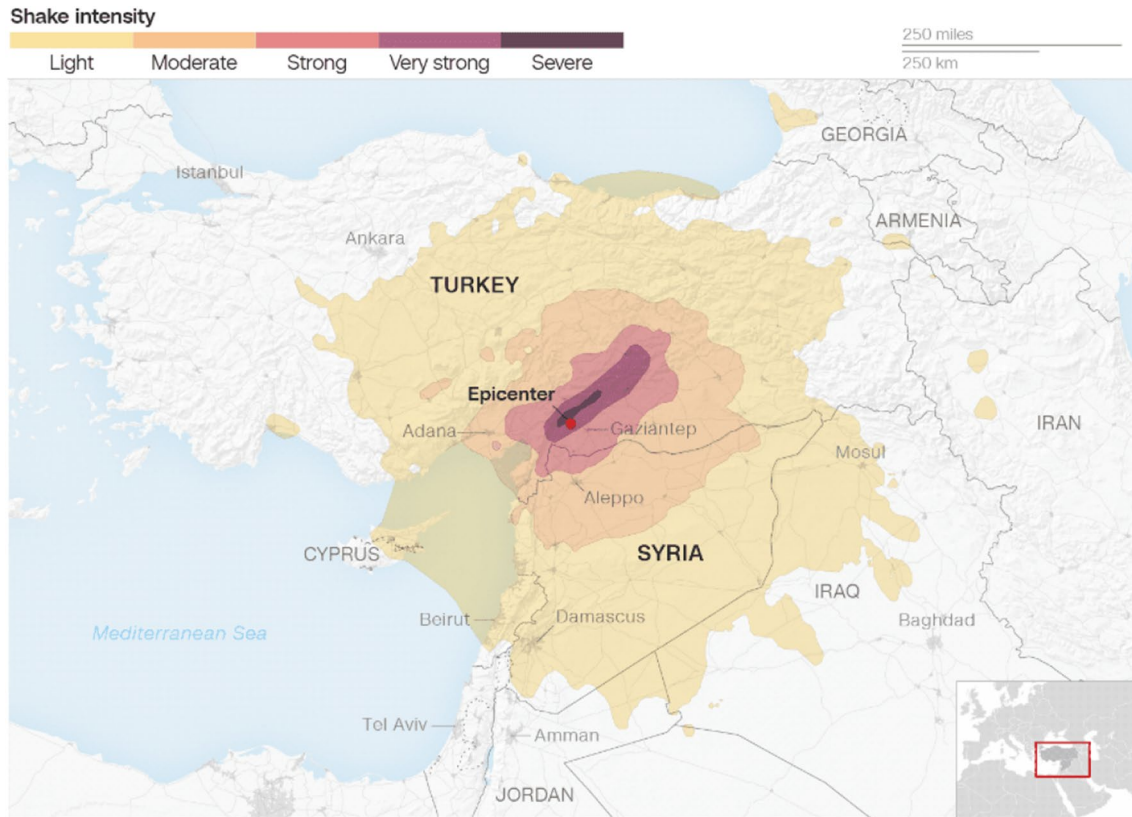 Shake intensity
Light Moderate Strong Very strong Severe
250 miles
250 km
GEORGIA
Istanbul
ARMENIA
Ankara
TURKEY
Epicenter
IRAN
Adana
Gaziantep
Mosul
Aleppo
CYPRUS
SYRIA
IRAQ
Beirut
Damascus
Baghdad
Mediterranean Sea
Tel Aviv
Amman
JORDAN